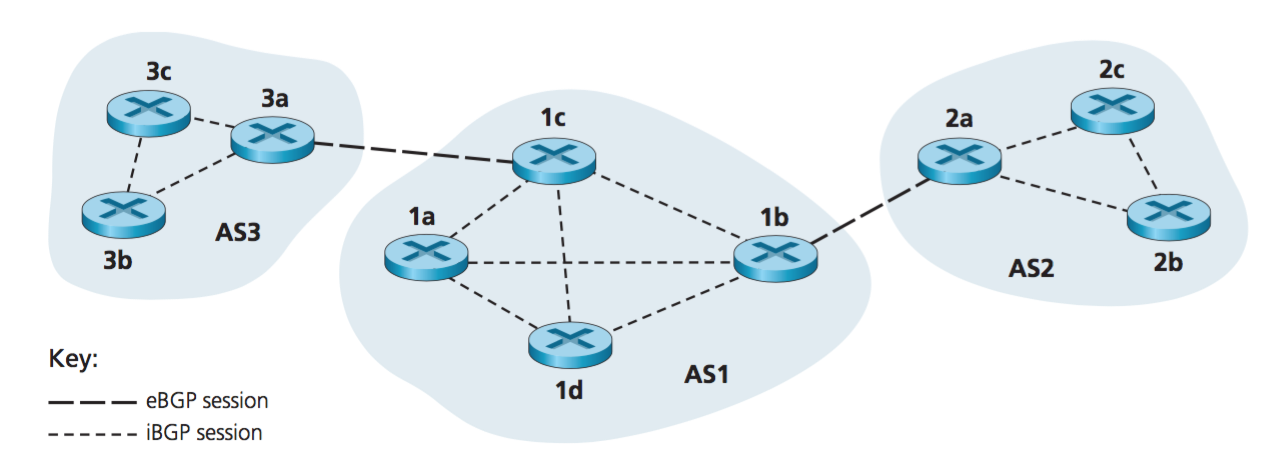 3c
3a
3b
AS3
1c
1a
1b
1d
AS1
2c
2a
2b
AS2
Key:
eBGP session
iBGP session